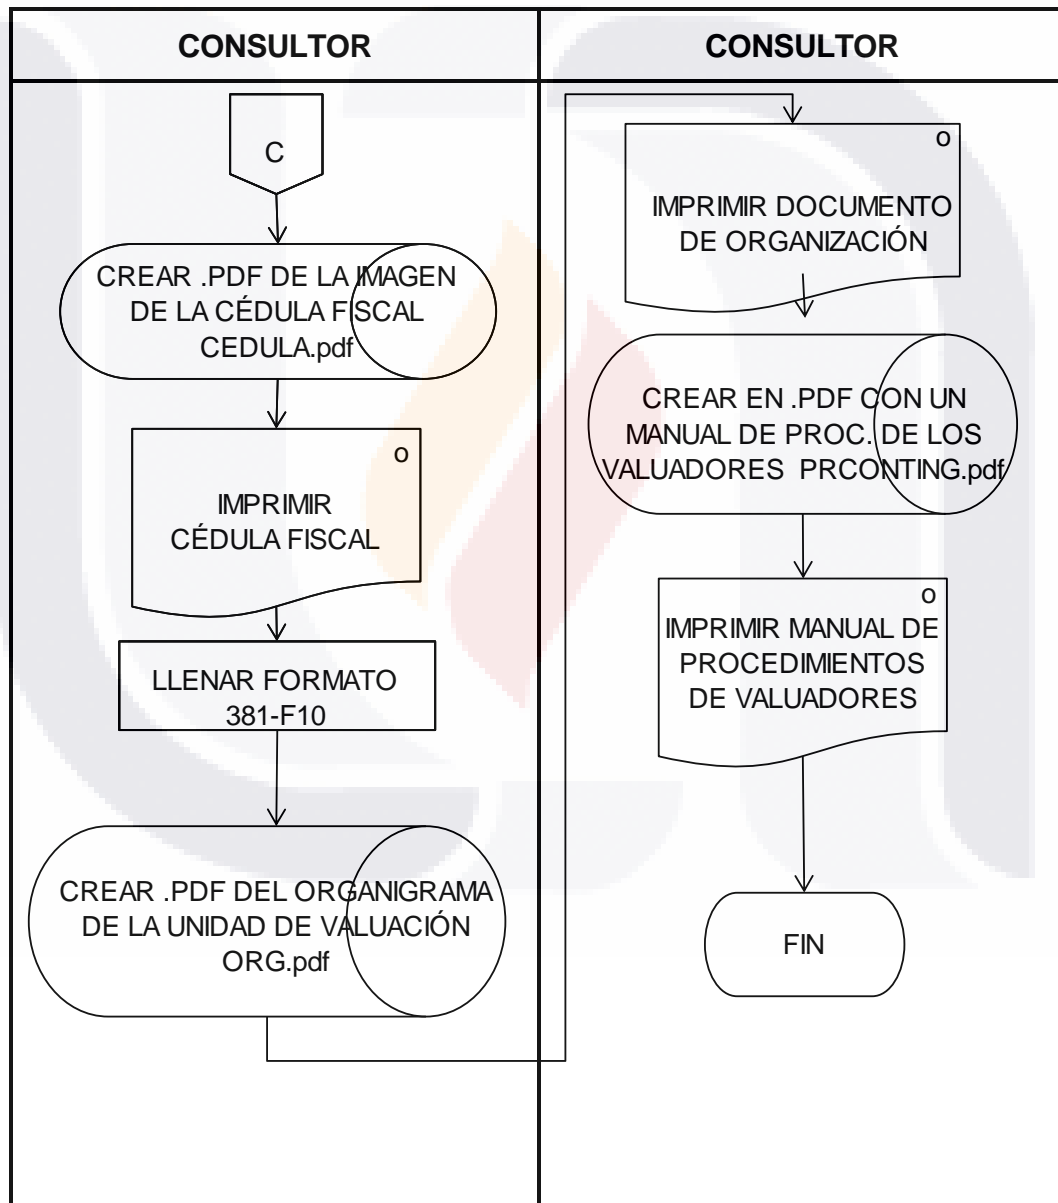 CONSULTOR
C
CREAR .PDF DE LA IMAGEN
DE LA CÉDULA FISCAL
CEDULA.pdf
o
IMPRIMIR
CÉDULA FISCAL
LLENAR FORMATO
381-F10
CREAR .PDF DEL ORGANIGRAMA
DE LA UNIDAD DE VALUACIÓN
ORG.pdf
CONSULTOR
o
IMPRIMIR DOCUMENTO
DE ORGANIZACIÓN
CREAR EN .PDF CON UN
MANUAL DE PROC. DE LOS
VALUADORES PRCONTING.pdf
o
IMPRIMIR MANUAL DE
PROCEDIMIENTOS
DE VALUADORES
FIN